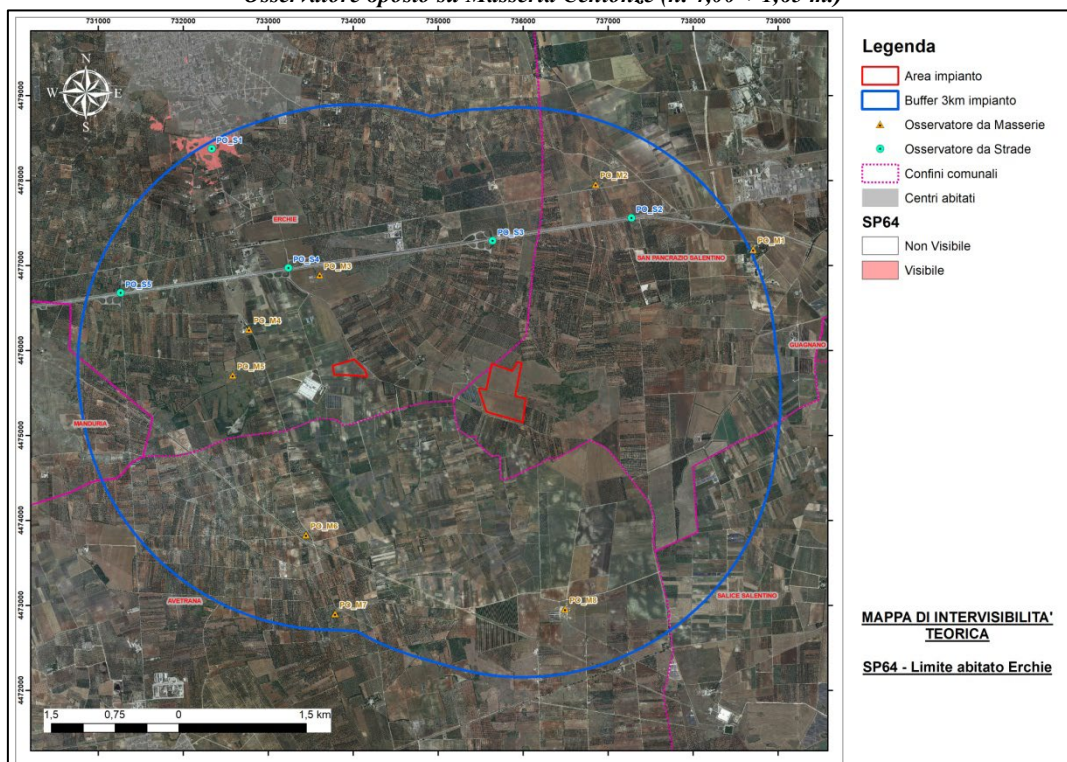 Osservatore oposto su Masseria Centonze (h. 4,00 + 1,65 mt)
731000 732000 733000 734000 735000 736000 737000 738000 739000
N
W E
S
4479000
4478000
4477000
4476000
4475000
4474000
4473000
4472000
PO_S1
PO_M2
PO_S2
ERCHIE
PO_S3
PO_M1
SAN PANCRAZIO SALENTINO
PO_S4
PO_M3
PO_S5
PO_M4
GUAGNANO
PO_M5
MANDURIA
PO_M6
AVETRANA
PO_M7
PO_M8
SALICE SALENTINO
1,5 0,75 0 1,5 km
Legenda
Area impianto
Buffer 3km impianto
Osservatore da Masserie
Osservatore da Strade
Confini comunali
Centri abitati
SP64
Non Visibile
Visibile
MAPPA DI INTERVISIBILITA'
TEORICA
SP64 - Limite abitato Erchie